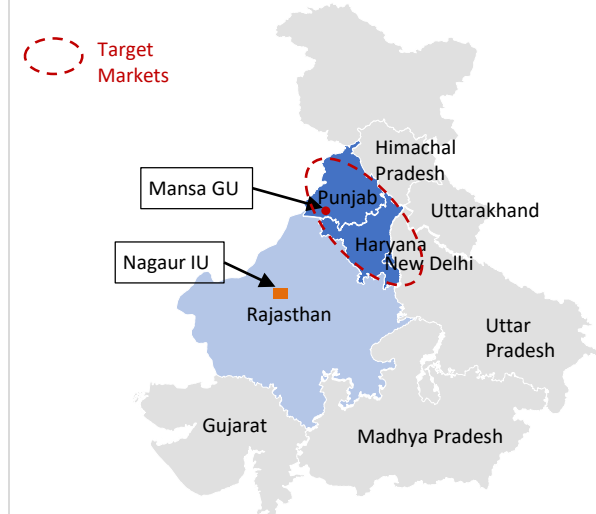 Target
Markets
Himachal
Pradesh
Mansa GU
Punjab
Uttarakhand
Haryana
New Delhi
Nagaur IU
Rajasthan
Uttar
Pradesh
Gujarat
Madhya Pradesh